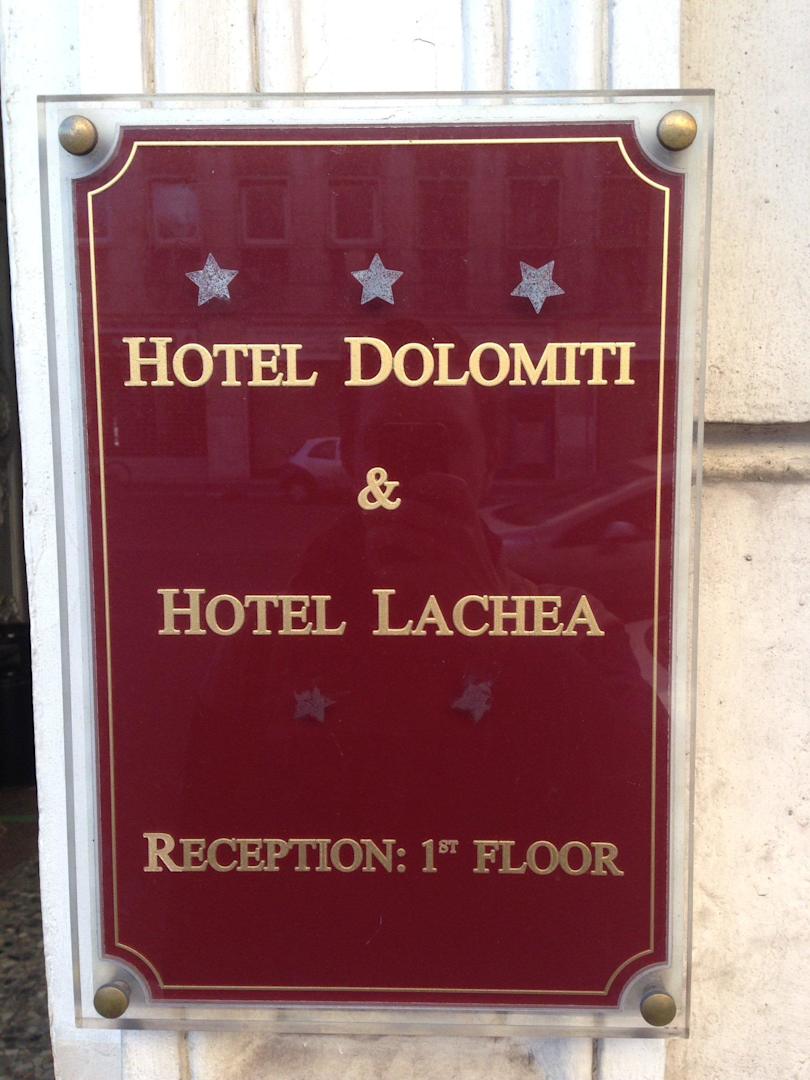 HOTEL DOLOMITI
&
HOTEL LACHEA
RECEPTION: 1ST FLOOR